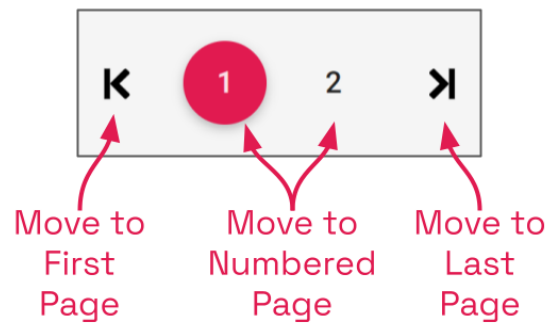 1 2
Move to First Page
Move to Numbered Page
Move to Last Page